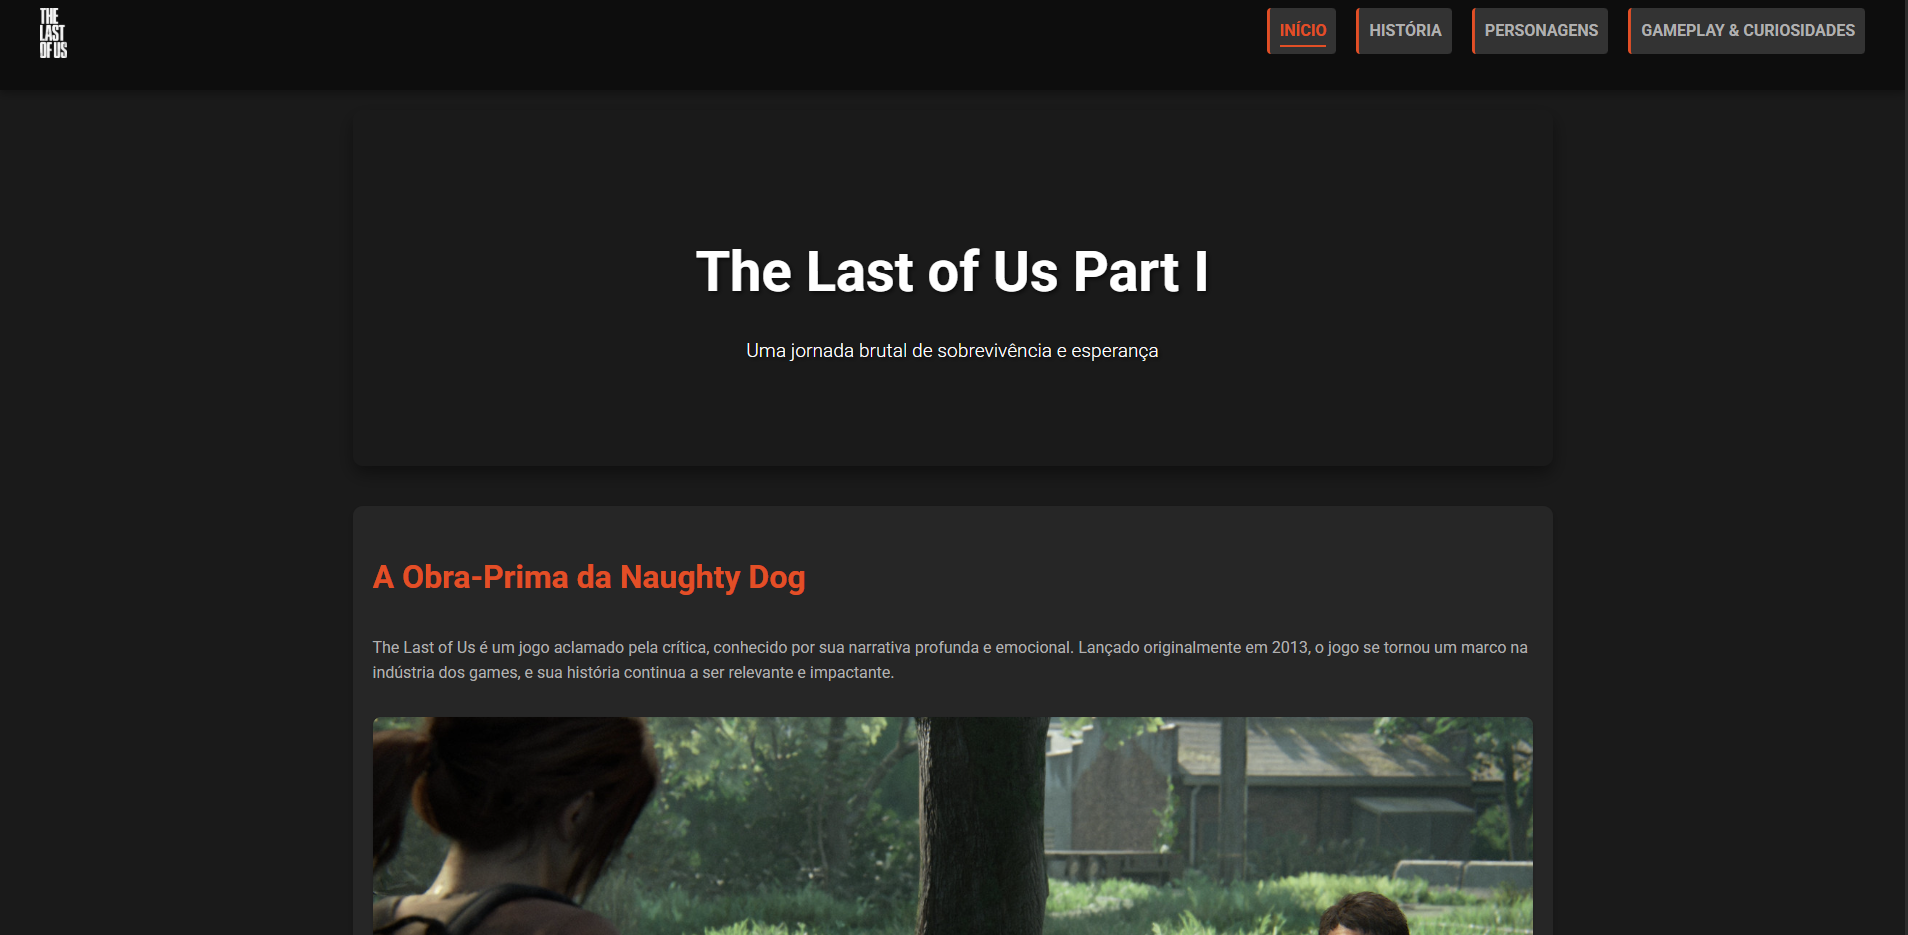 THE
LAST
OF US
INÍCIO
HISTÓRIA
PERSONAGENS
GAMEPLAY & CURIOSIDADES
The Last of Us Part I
Uma jornada brutal de sobrevivência e esperança
A Obra-Prima da Naughty Dog
The Last of Us é um jogo aclamado pela crítica, conhecido por sua narrativa profunda e emocional. Lançado originalmente em 2013, o jogo se tornou um marco na
indústria dos games, e sua história continua a ser relevante e impactante.